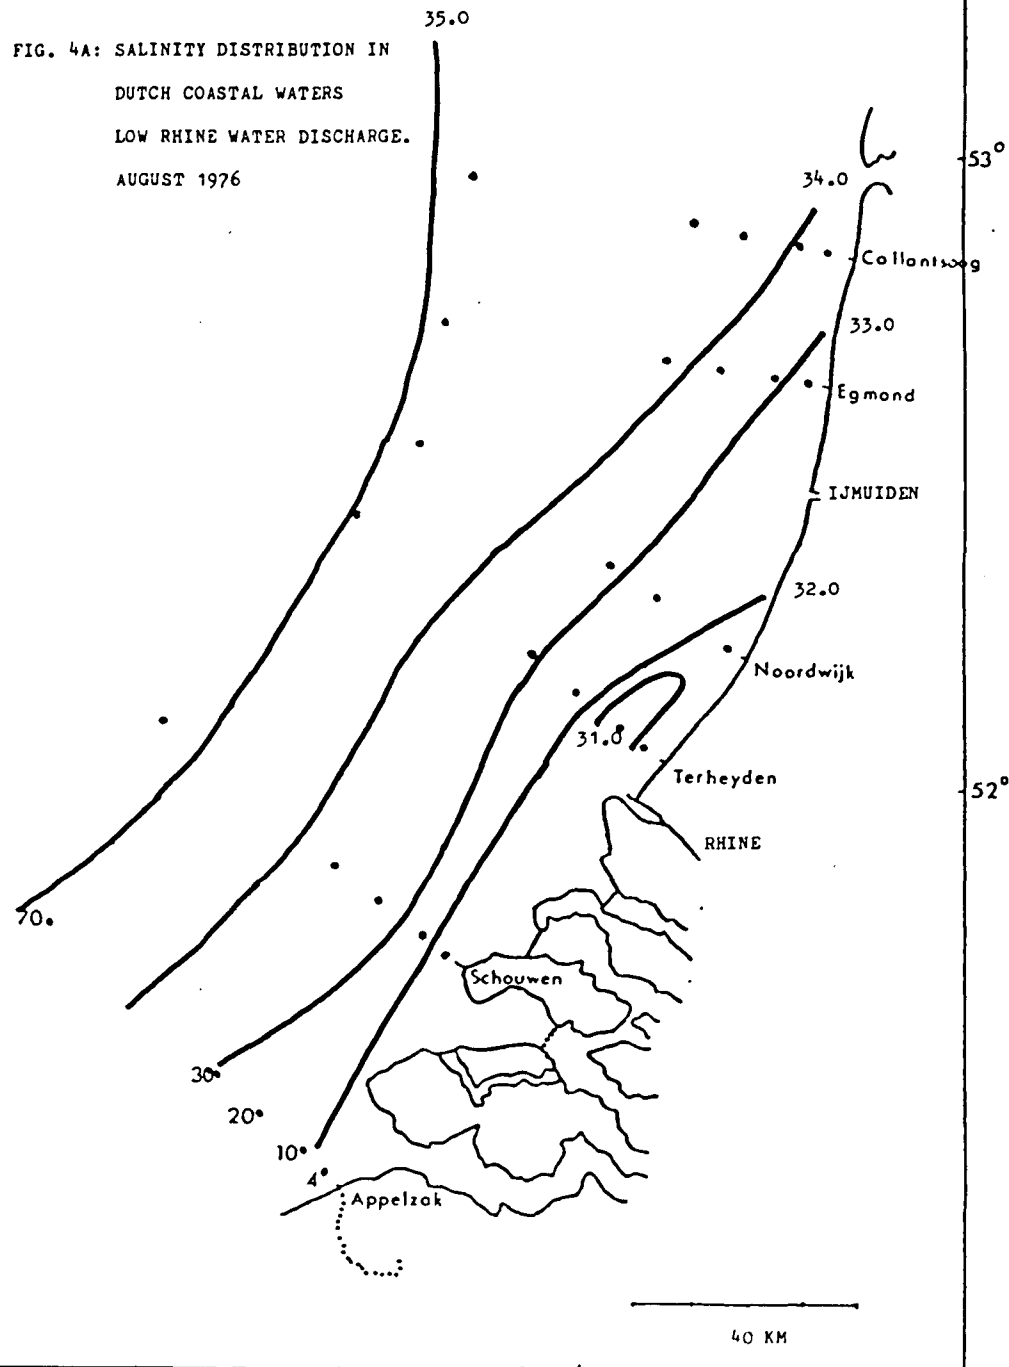 35.0
FIG. 4A: SALINITY DISTRIBUTION IN
DUTCH COASTAL WATERS
LOW RHINE WATER DISCHARGE.
AUGUST 1976
53°
34.0
Collantsoog
33.0
Egmond
IJMUIDEN
32.0
Noordwijk
31.0
Terheyden
52°
RHINE
70
Schouwen
30
20
10
4
Appelzak
40 KM